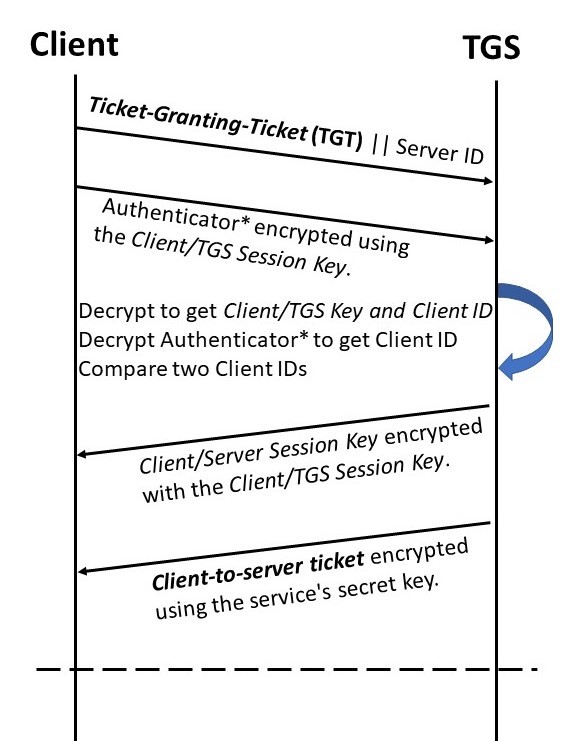 Client
TGS
Ticket-Granting-Ticket (TGT) || Server ID
Authenticator* encrypted using
the Client/TGS Session Key.
Decrypt to get Client/TGS Key and Client ID
Decrypt Authenticator* to get Client ID
Compare two Client IDs
Client/Server Session Key encrypted
with the Client/TGS Session Key.
Client-to-server ticket encrypted
using the service's secret key.